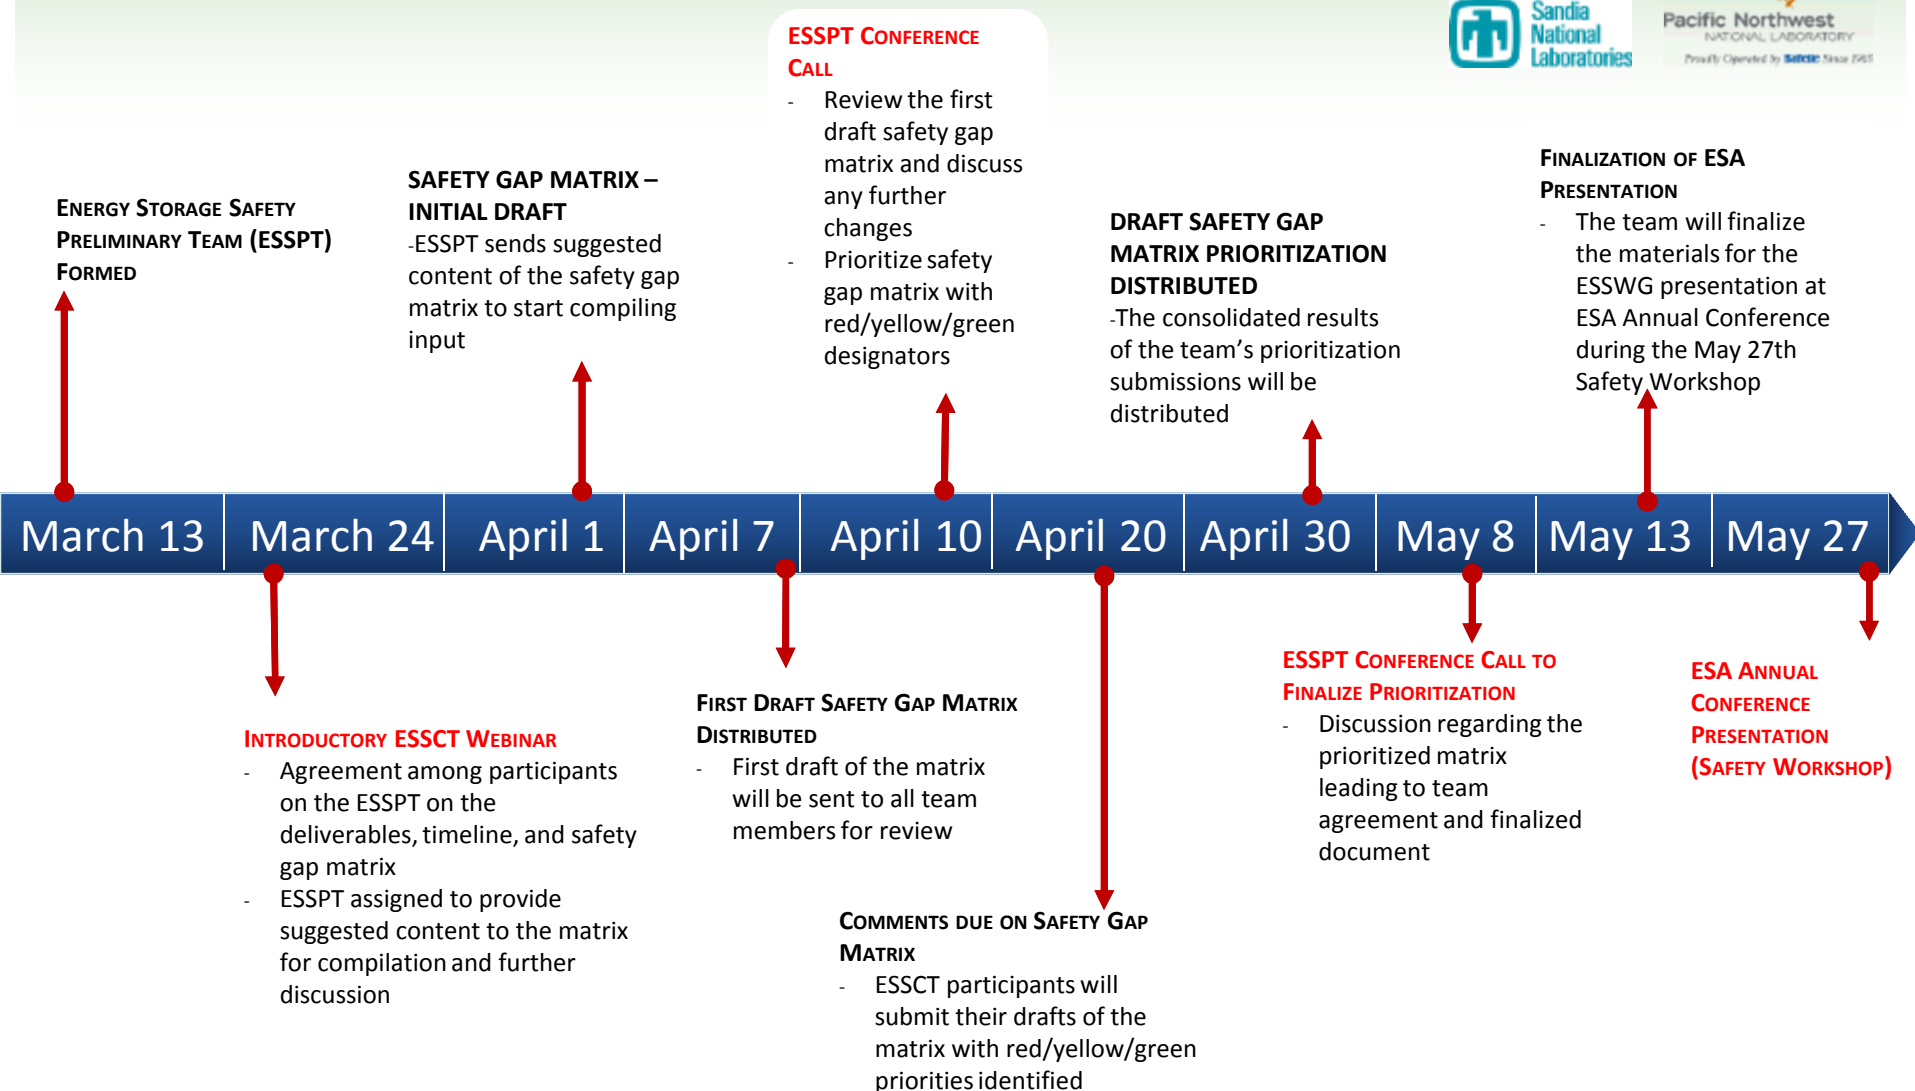 Sandia
National
Laboratories
Pacific Northwest
NATIONAL LABORATORY
Proudly Operated by Battelle Since 1965
ENERGY STORAGE SAFETY
PRELIMINARY TEAM (ESSPT)
FORMED
SAFETY GAP MATRIX –
INITIAL DRAFT
-ESSPT sends suggested
content of the safety gap
matrix to start compiling
input
ESSPT CONFERENCE
CALL
- Review the first
draft safety gap
matrix and discuss
any further
changes
- Prioritize safety
gap matrix with
red/yellow/green
designators
DRAFT SAFETY GAP
MATRIX PRIORITIZATION
DISTRIBUTED
-The consolidated results
of the team’s prioritization
submissions will be
distributed
FINALIZATION OF ESA
PRESENTATION
- The team will finalize
the materials for the
ESSWG presentation at
ESA Annual Conference
during the May 27th
Safety Workshop
March 13
March 24
April 1
April 7
April 10
April 20
April 30
May 8
May 13
May 27
INTRODUCTORY ESSCT WEBINAR
- Agreement among participants
on the ESSPT on the
deliverables, timeline, and safety
gap matrix
- ESSPT assigned to provide
suggested content to the matrix
for compilation and further
discussion
FIRST DRAFT SAFETY GAP MATRIX
DISTRIBUTED
- First draft of the matrix
will be sent to all team
members for review
COMMENTS DUE ON SAFETY GAP
MATRIX
- ESSCT participants will
submit their drafts of the
matrix with red/yellow/green
priorities identified
ESSPT CONFERENCE CALL TO
FINALIZE PRIORITIZATION
- Discussion regarding the
prioritized matrix
leading to team
agreement and finalized
document
ESA ANNUAL
CONFERENCE
PRESENTATION
(SAFETY WORKSHOP)